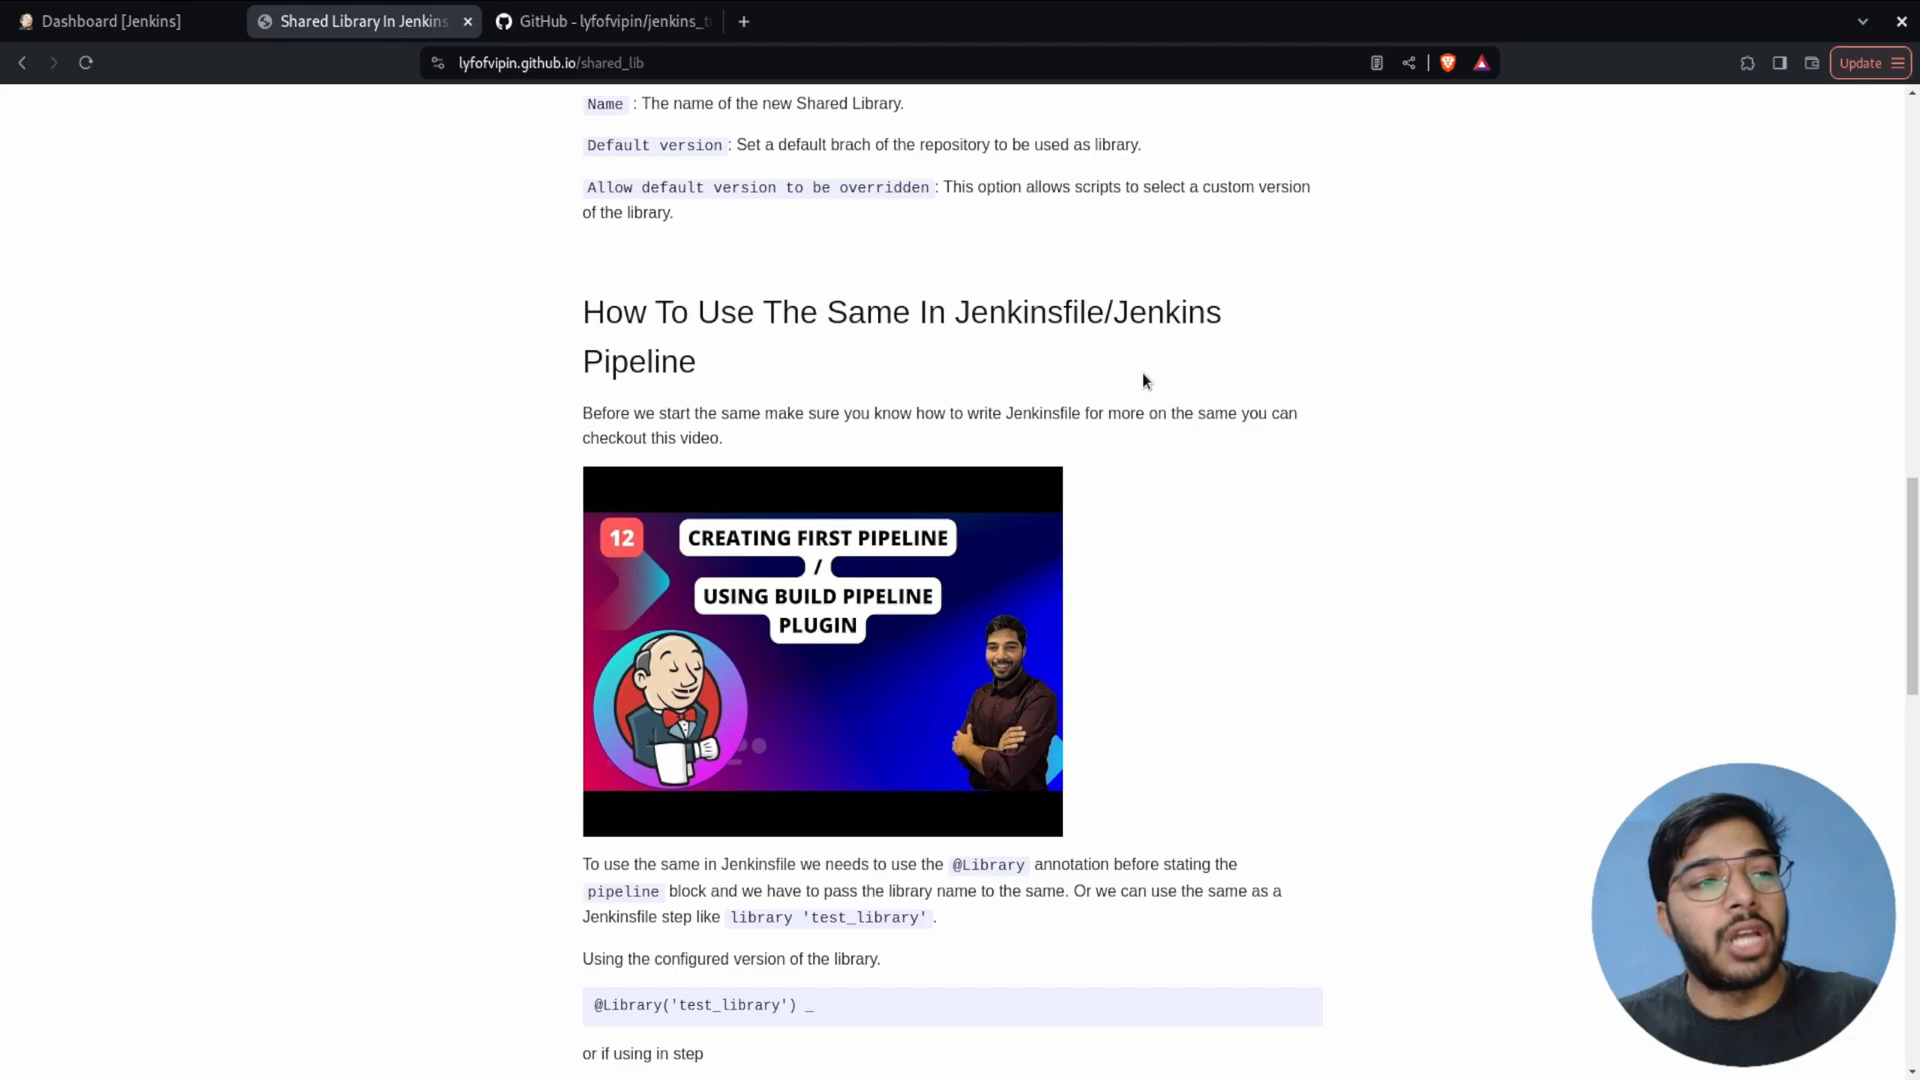 Dashboard [Jenkins]
Shared Library In Jenkins
GitHub - lyfofvipin/jenkins_t
lyfofvipin.github.io/shared_lib
Update
Name : The name of the new Shared Library.
Default version : Set a default brach of the repository to be used as library.
Allow default version to be overridden : This option allows scripts to select a custom version
of the library.
How To Use The Same In Jenkinsfile/Jenkins
Pipeline
Before we start the same make sure you know how to write Jenkinsfile for more on the same you can
checkout this video.
12
CREATING FIRST PIPELINE
/
USING BUILD PIPELINE
PLUGIN
To use the same in Jenkinsfile we needs to use the @Library annotation before stating the
pipeline block and we have to pass the library name to the same. Or we can use the same as a
Jenkinsfile step like library 'test_library' .
Using the configured version of the library.
@Library('test_library') _
or if using in step